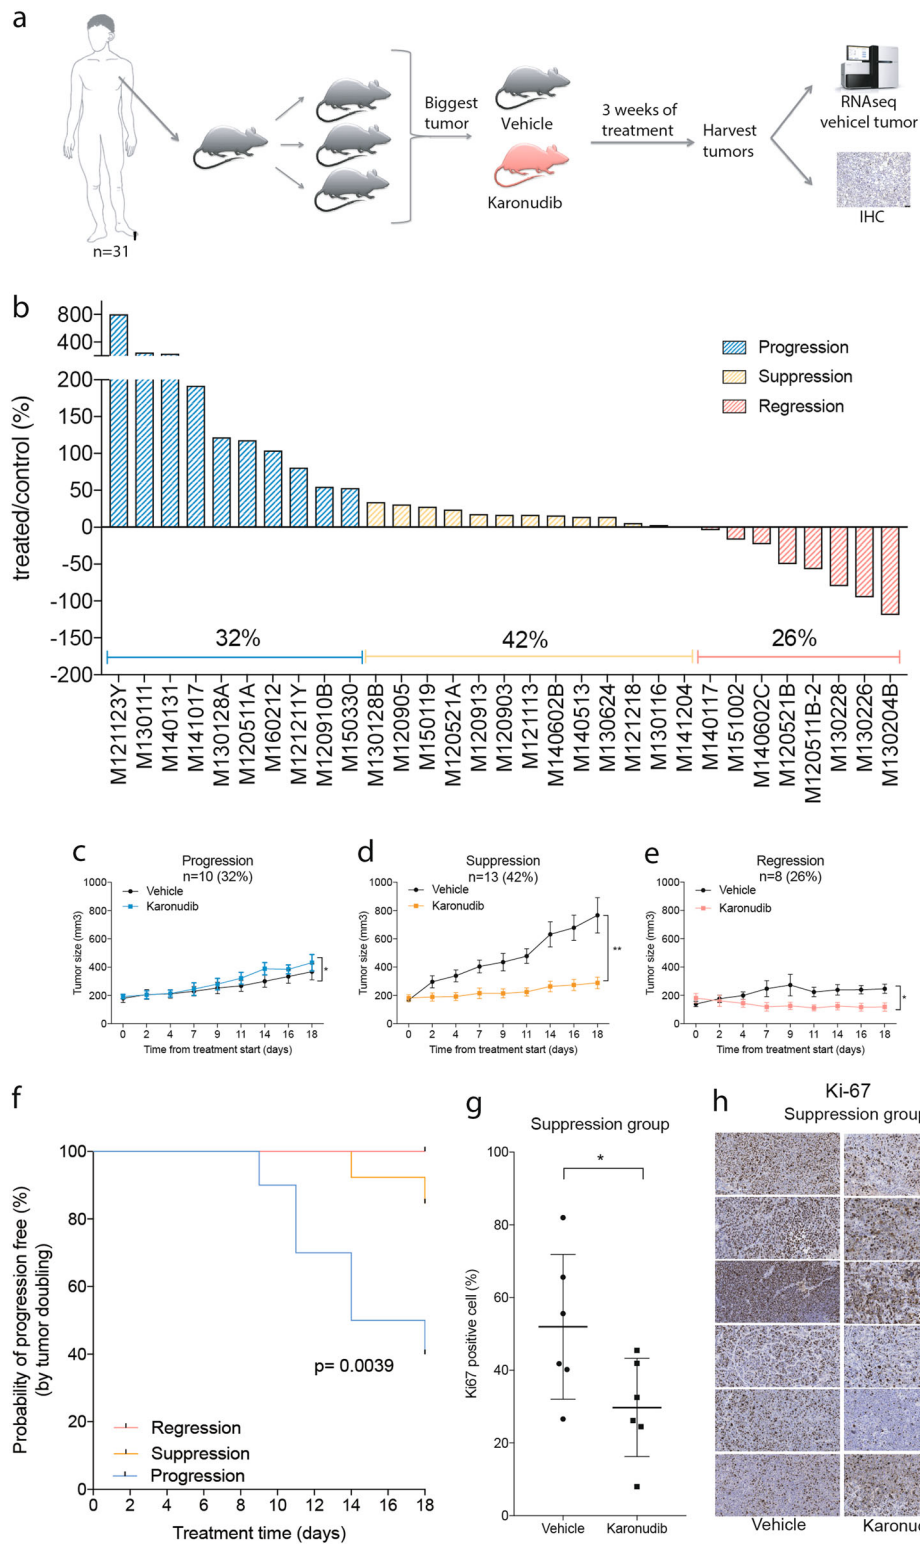 a
n=31
Biggest
tumor
Vehicle
Karonudib
3 weeks of
treatment
Harvest
tumors
RNAseq
vehicel tumor
IHC
b
treated/control (%)
800
400
200
150
100
50
0
-50
-100
-150
-200
Progression
Suppression
Regression
32%
42%
26%
M121123Y
M130111
M140131
M141017
M130128A
M120511A
M160212
M121211Y
M120910B
M150330
M130128B
M120905
M150119
M120521A
M120913
M120903
M121113
M140602B
M140513
M130624
M121218
M130116
M141204
M140117
M151002
M140602C
M120521B
M120511B-2
M130228
M130226
M130204B
c
Progression
n=10 (32%)
Vehicle
Karonudib
Tumor size (mm3)
1000
800
600
400
200
0
*
0 2 4 7 9 11 14 16 18
Time from treatment start (days)
d
Suppression
n=13 (42%)
Vehicle
Karonudib
Tumor size (mm3)
1000
800
600
400
200
0
**
0 2 4 7 9 11 14 16 18
Time from treatment start (days)
e
Regression
n=8 (26%)
Vehicle
Karonudib
Tumor size (mm3)
1000
800
600
400
200
0
*
0 2 4 7 9 11 14 16 18
Time from treatment start (days)
f
Probability of progression free (%)
(by tumor doubling)
100
80
60
40
20
0
p= 0.0039
Regression
Suppression
Progression
0 2 4 6 8 10 12 14 16 18
Treatment time (days)
g
Suppression group
Ki67 positive cell (%)
100
80
60
40
20
0
*
Vehicle
Karonudib
h
Ki-67
Suppression group
Vehicle
Karonud